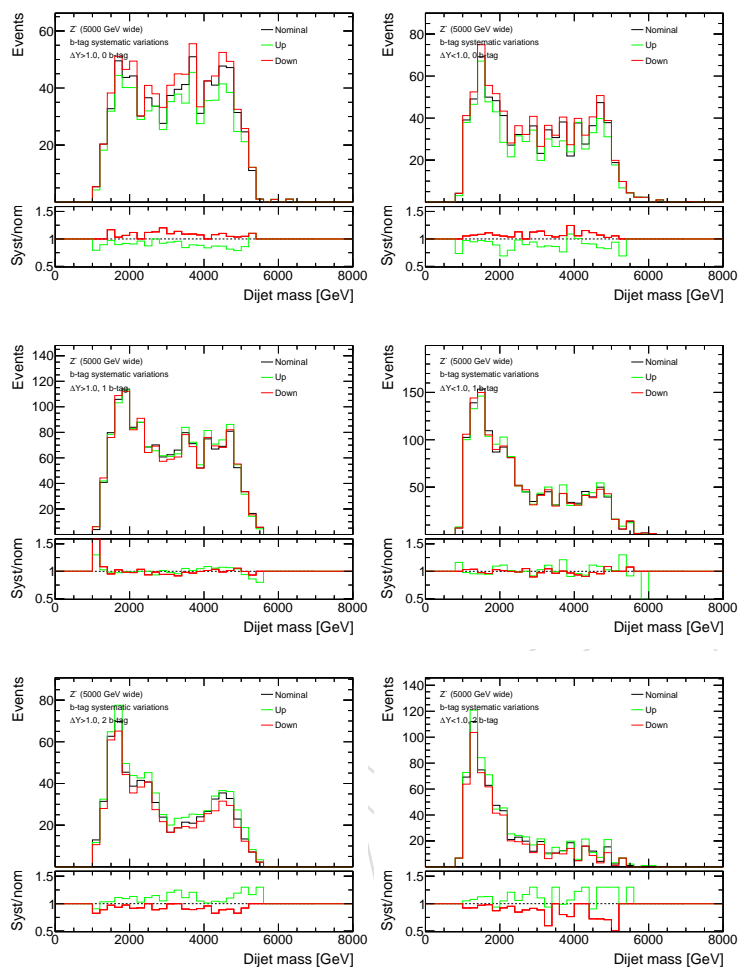 Events
60
40
20
Z' (5000 GeV wide)
b-tag systematic variations
ΔY>1.0, 0 b-tag
Nominal
Up
Down
Syst/nom
1.5
1
0.5
0 2000 4000 6000 8000
Dijet mass [GeV]
Events
80
60
40
20
Z' (5000 GeV wide)
b-tag systematic variations
ΔY<1.0, 0 b-tag
Nominal
Up
Down
Syst/nom
1.5
1
0.5
0 2000 4000 6000 8000
Dijet mass [GeV]
Events
140
120
100
80
60
40
20
Z' (5000 GeV wide)
b-tag systematic variations
ΔY>1.0, 1 b-tag
Nominal
Up
Down
Syst/nom
1.5
1
0.5
0 2000 4000 6000 8000
Dijet mass [GeV]
Events
150
100
50
Z' (5000 GeV wide)
b-tag systematic variations
ΔY<1.0, 1 b-tag
Nominal
Up
Down
Syst/nom
1.5
1
0.5
0 2000 4000 6000 8000
Dijet mass [GeV]
Events
80
60
40
20
Z' (5000 GeV wide)
b-tag systematic variations
ΔY>1.0, 2 b-tag
Nominal
Up
Down
Syst/nom
1.5
1
0.5
0 2000 4000 6000 8000
Dijet mass [GeV]
Events
140
120
100
80
60
40
20
Z' (5000 GeV wide)
b-tag systematic variations
ΔY<1.0, 2 b-tag
Nominal
Up
Down
Syst/nom
1.5
1
0.5
0 2000 4000 6000 8000
Dijet mass [GeV]